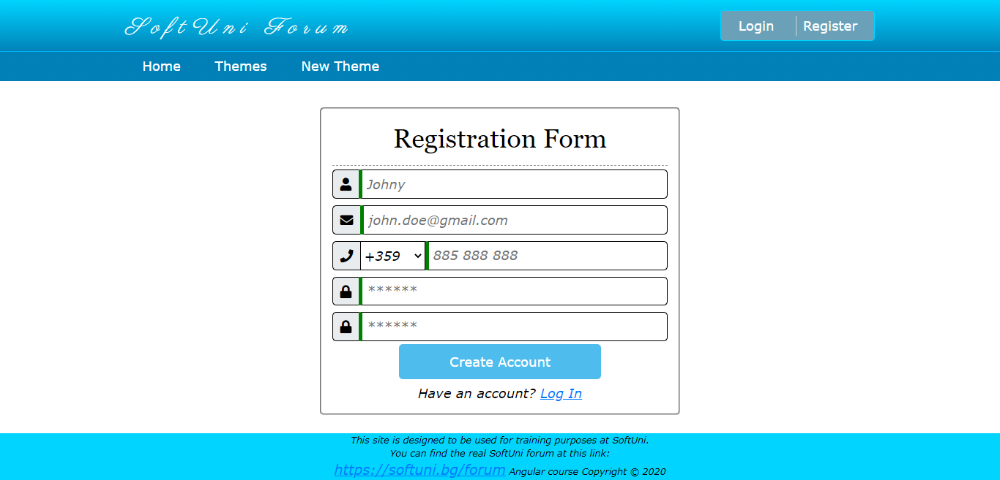 SoftUni Forum
Login Register
Home Themes New Theme
Registration Form
Johny
john.doe@gmail.com
+359 885 888 888
******
******
Create Account
Have an account? Log In
This site is designed to be used for training purposes at SoftUni.
You can find the real SoftUni forum at this link:
https://softuni.bg/forum Angular course Copyright © 2020